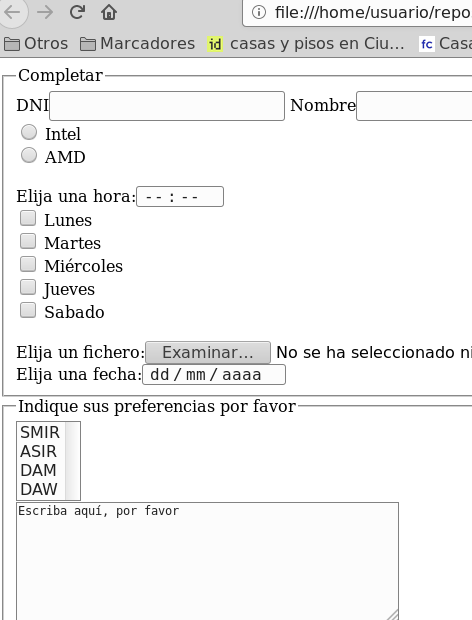 file:///home/usuario/repo
Otros Marcadores id casas y pisos en Ciu... fc Casa
Completar
DNI Nombre
Intel
AMD
Elija una hora: -- : --
Lunes
Martes
Miércoles
Jueves
Sabado
Elija un fichero: Examinar... No se ha seleccionado ni
Elija una fecha: dd / mm / aaaa
Indique sus preferencias por favor
SMIR
ASIR
DAM
DAW
Escriba aquí, por favor